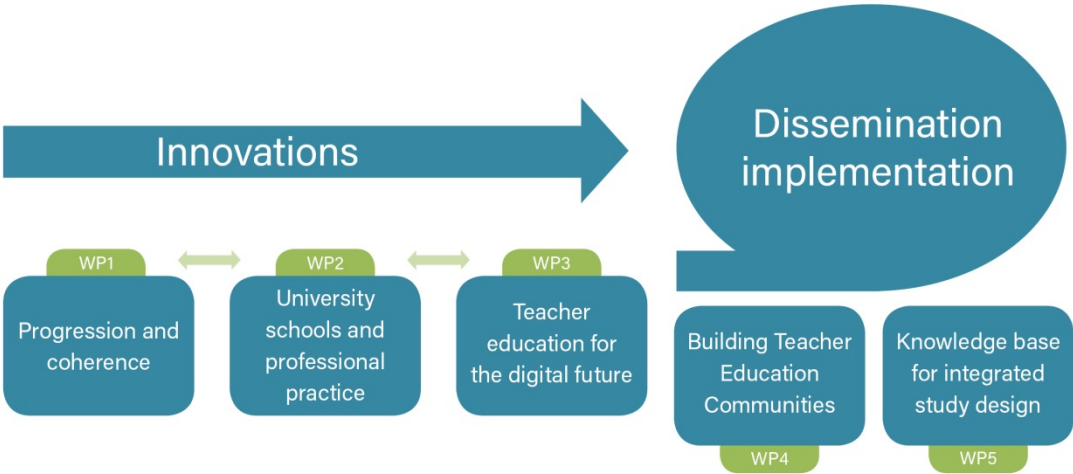 Innovations
Dissemination
implementation
WP1
Progression and
coherence
WP2
University
schools and
professional
practice
WP3
Teacher
education for
the digital future
Building Teacher
Education
Communities
WP4
Knowledge base
for integrated
study design
WP5